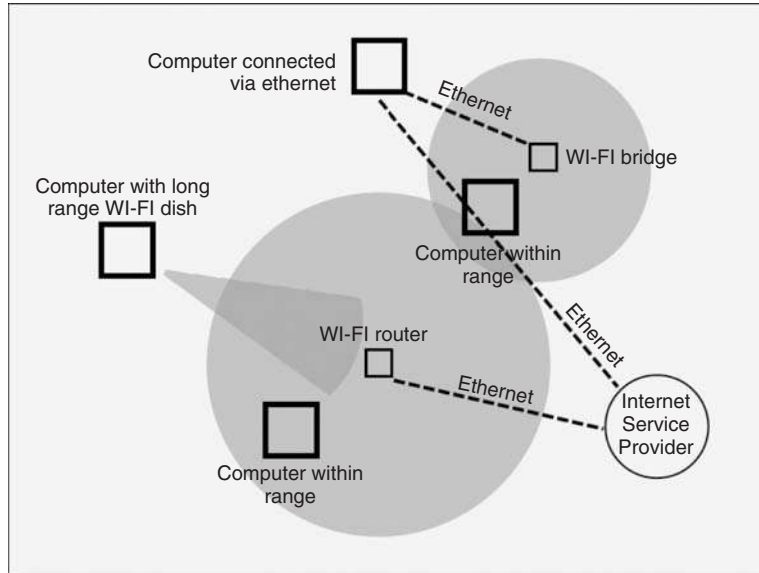 Computer connected
via ethernet
Ethernet
WI-FI bridge
Computer with long
range WI-FI dish
Computer within
range
WI-FI router
Ethernet
Ethernet
Internet
Service
Provider
Computer within
range